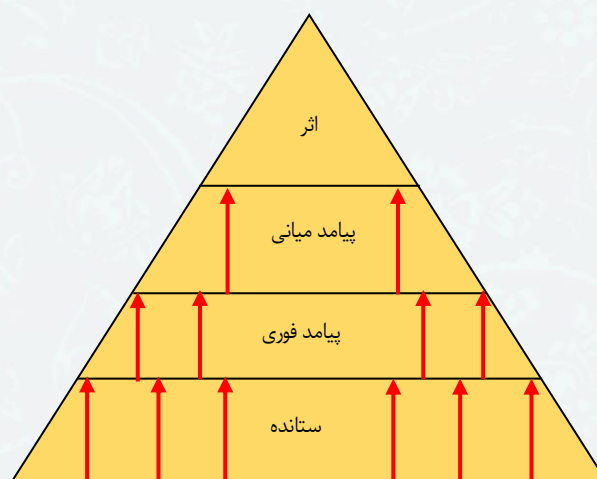 اثر
پیامد میانی
پیامد فوری
ستانده